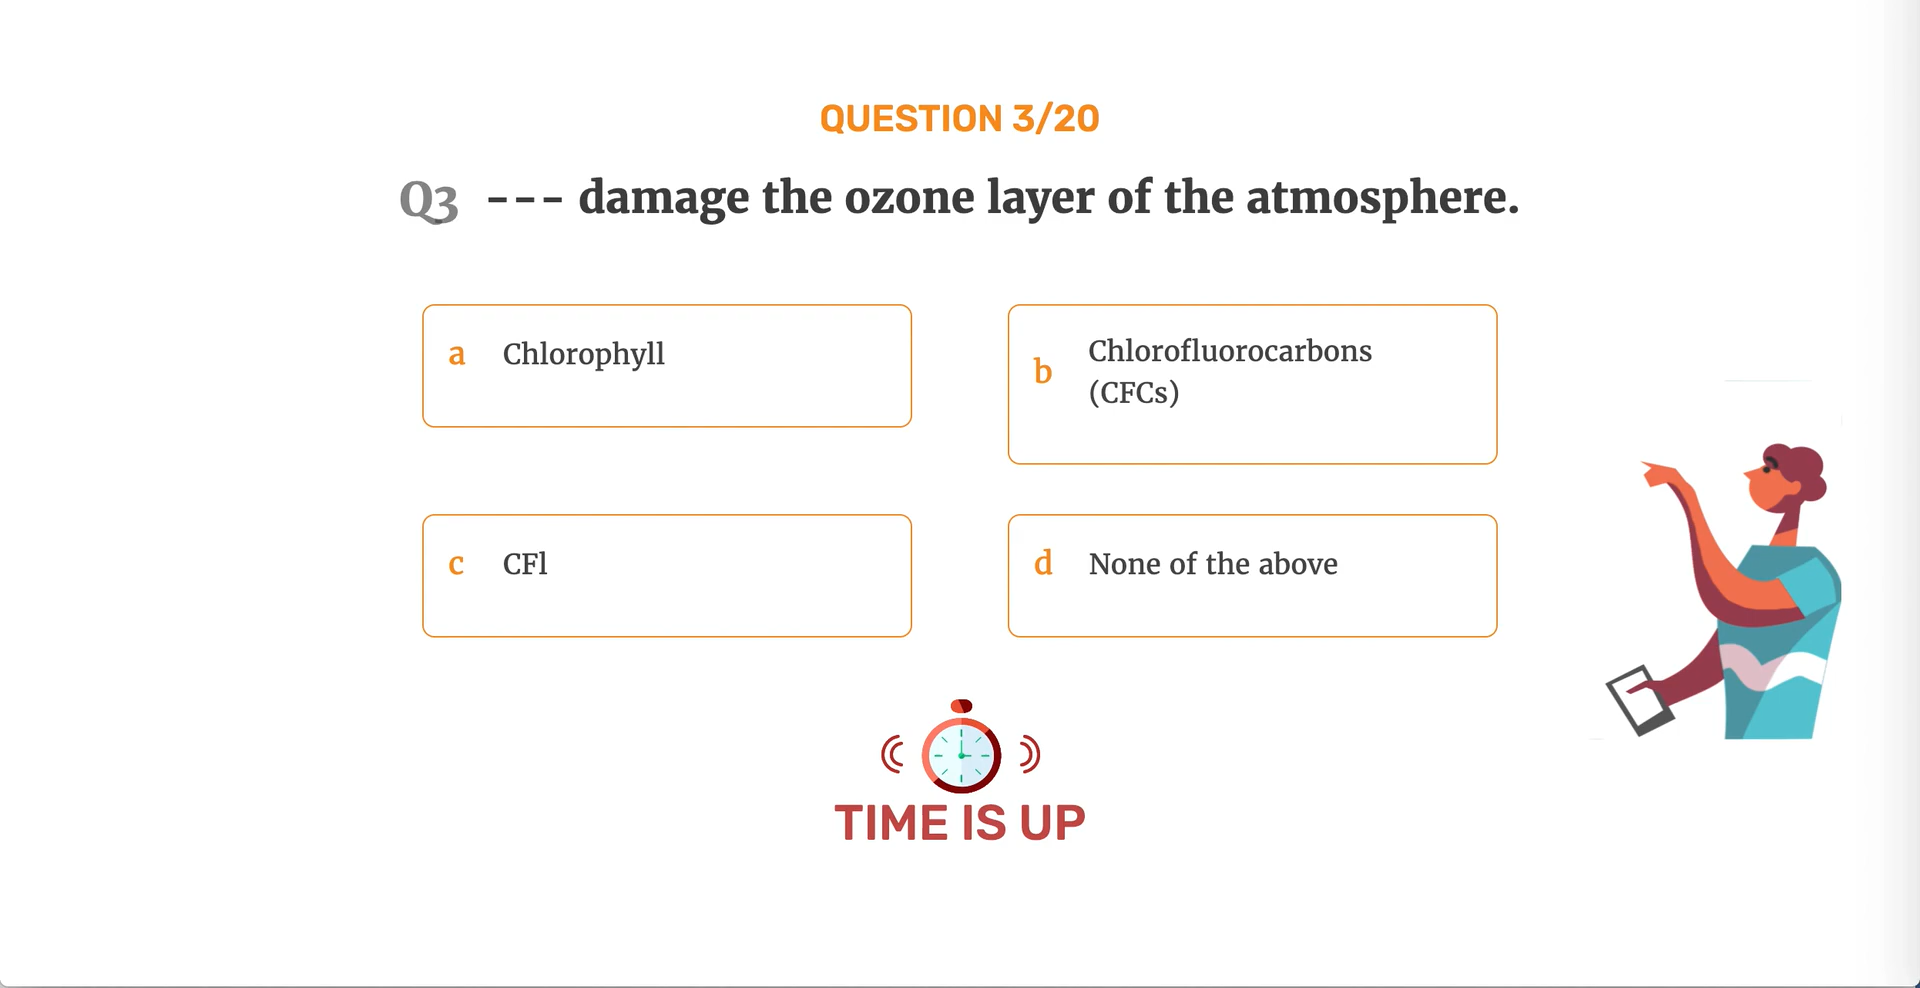 QUESTION 3/20
Q3 --- damage the ozone layer of the atmosphere.
a Chlorophyll
b Chlorofluorocarbons
(CFCs)
c CFl
d None of the above
TIME IS UP